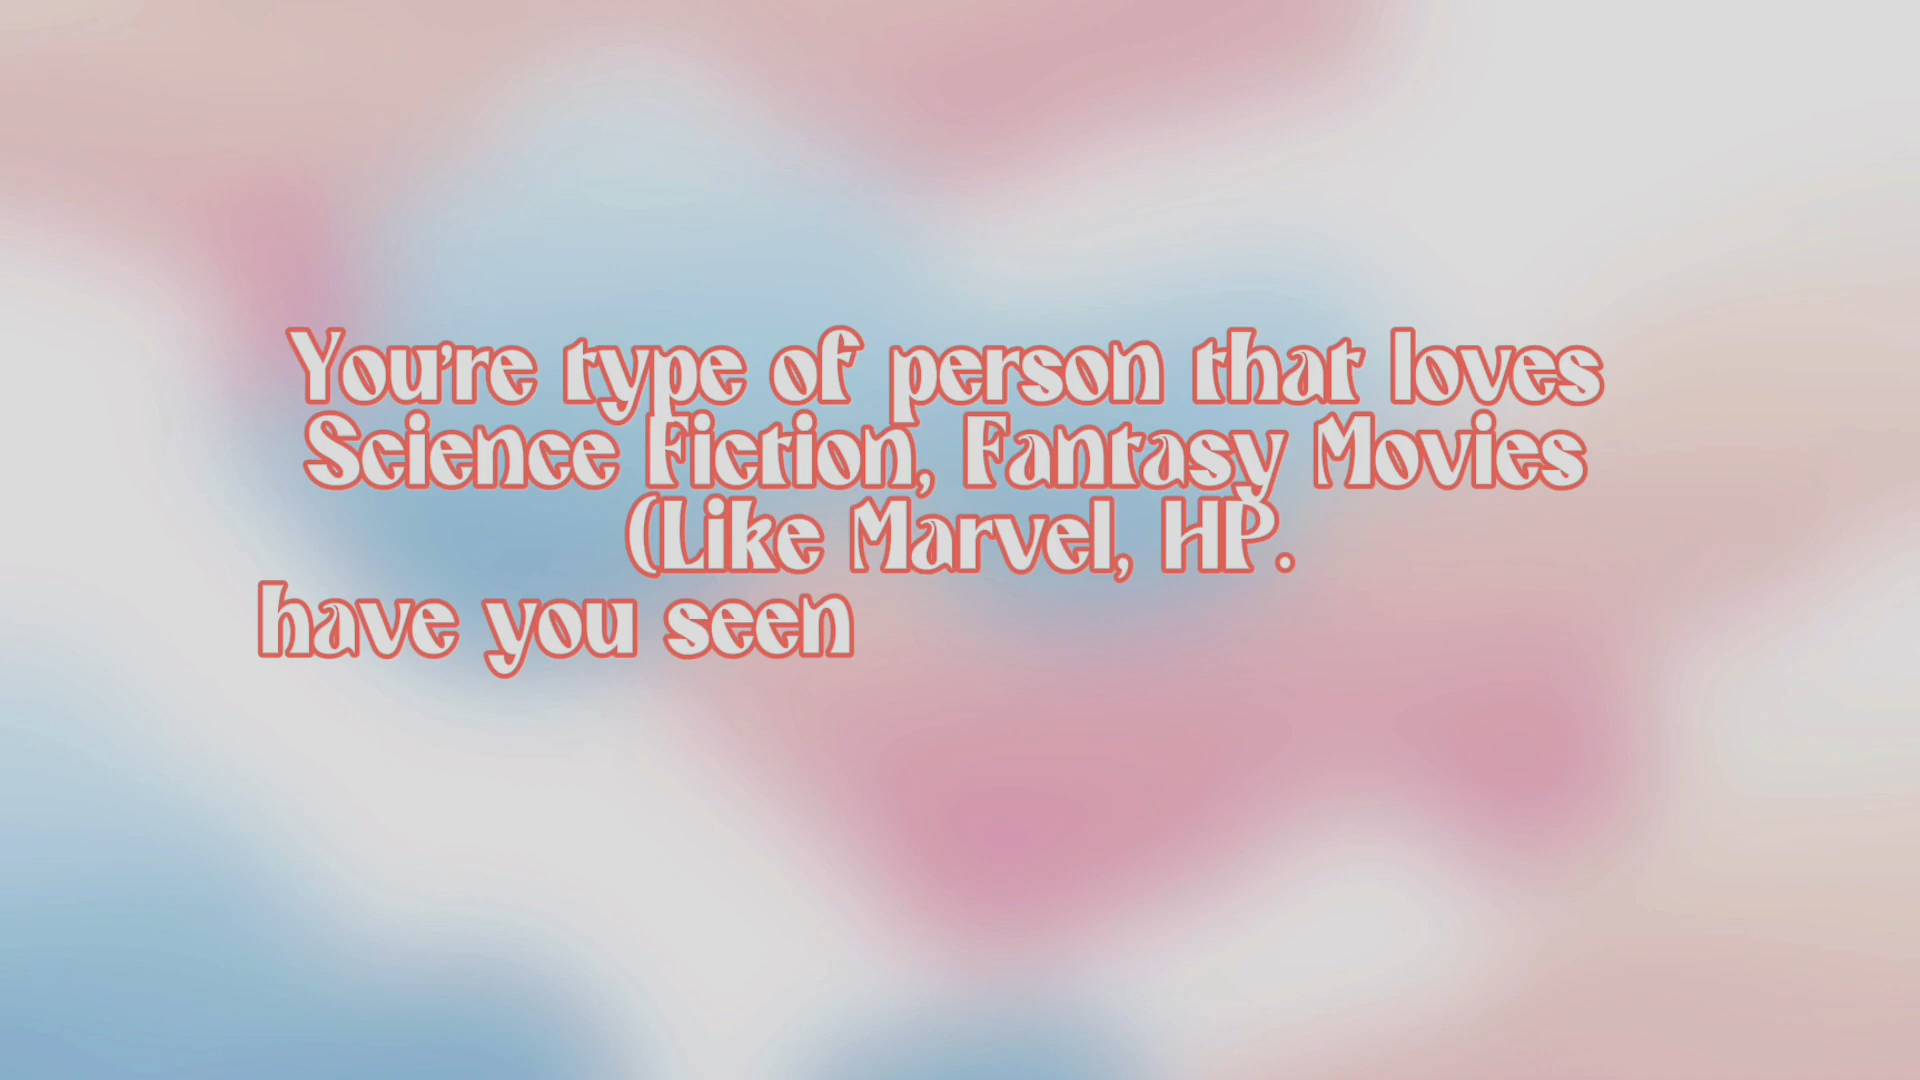 You're type of person that loves
Science Fiction, Fantasy Movies
(Like Marvel, HP.
have you seen